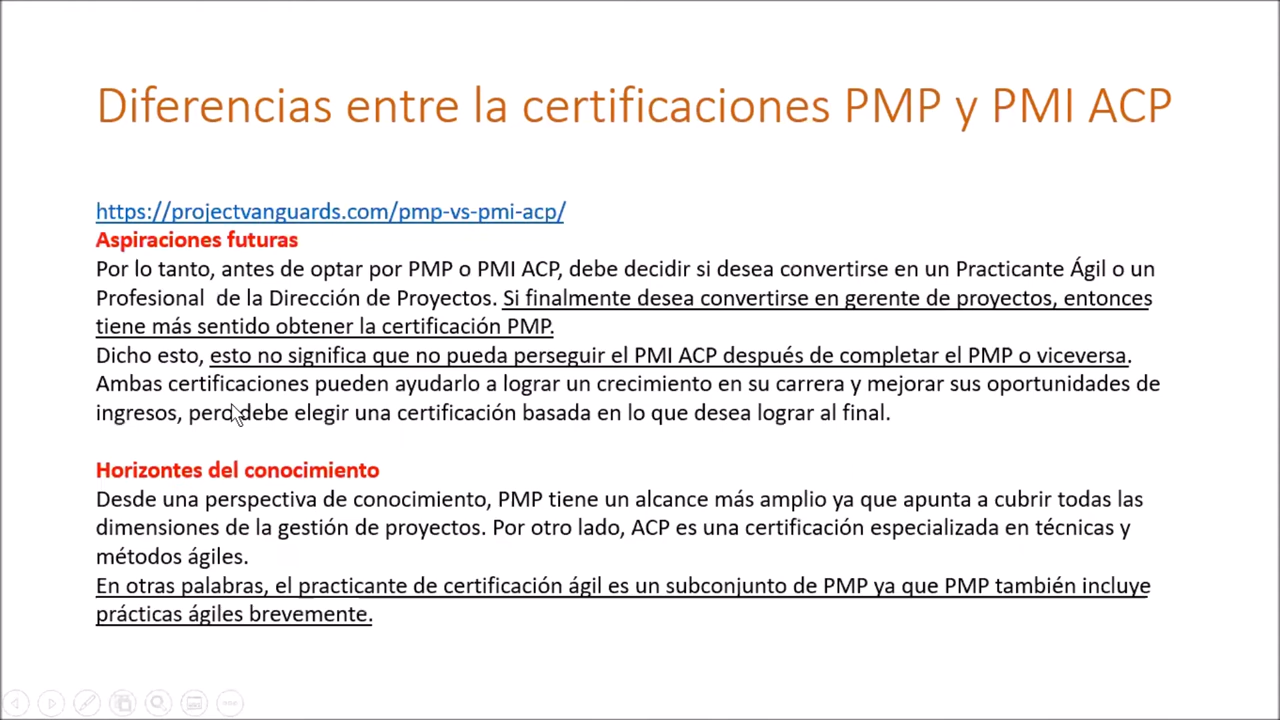 Diferencias entre la certificaciones PMP y PMI ACP
https://projectvanguards.com/pmp-vs-pmi-acp/
Aspiraciones futuras
Por lo tanto, antes de optar por PMP o PMI ACP, debe decidir si desea convertirse en un Practicante Ágil o un
Profesional  de la Dirección de Proyectos. Si finalmente desea convertirse en gerente de proyectos, entonces
tiene más sentido obtener la certificación PMP.
Dicho esto, esto no significa que no pueda perseguir el PMI ACP después de completar el PMP o viceversa.
Ambas certificaciones pueden ayudarlo a lograr un crecimiento en su carrera y mejorar sus oportunidades de
ingresos, pero debe elegir una certificación basada en lo que desea lograr al final.
Horizontes del conocimiento
Desde una perspectiva de conocimiento, PMP tiene un alcance más amplio ya que apunta a cubrir todas las
dimensiones de la gestión de proyectos. Por otro lado, ACP es una certificación especializada en técnicas y
métodos ágiles.
En otras palabras, el practicante de certificación ágil es un subconjunto de PMP ya que PMP también incluye
prácticas ágiles brevemente.